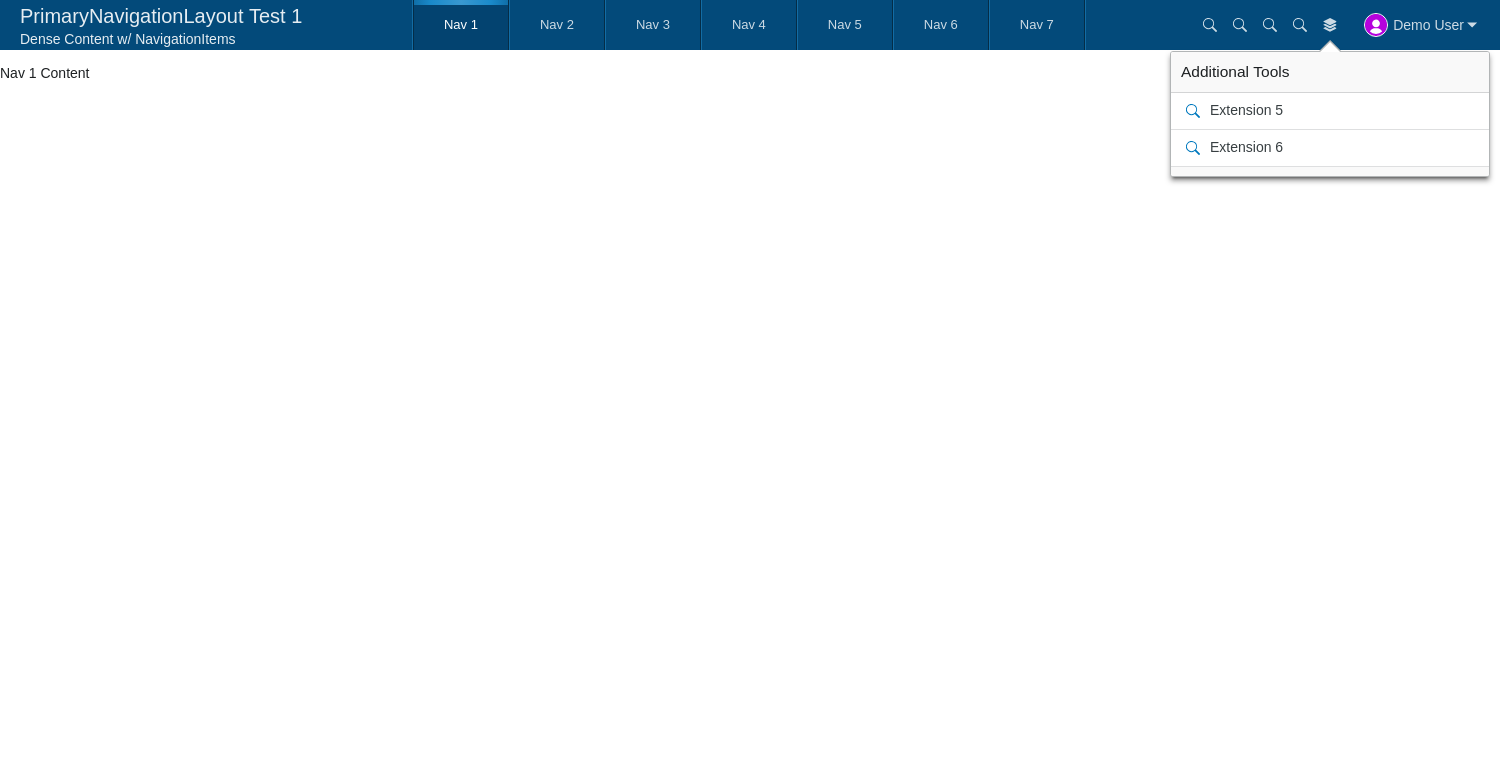 PrimaryNavigationLayout Test 1
Dense Content w/ NavigationItems
Nav 1
Nav 2
Nav 3
Nav 4
Nav 5
Nav 6
Nav 7
Demo User
Nav 1 Content
Additional Tools
Extension 5
Extension 6